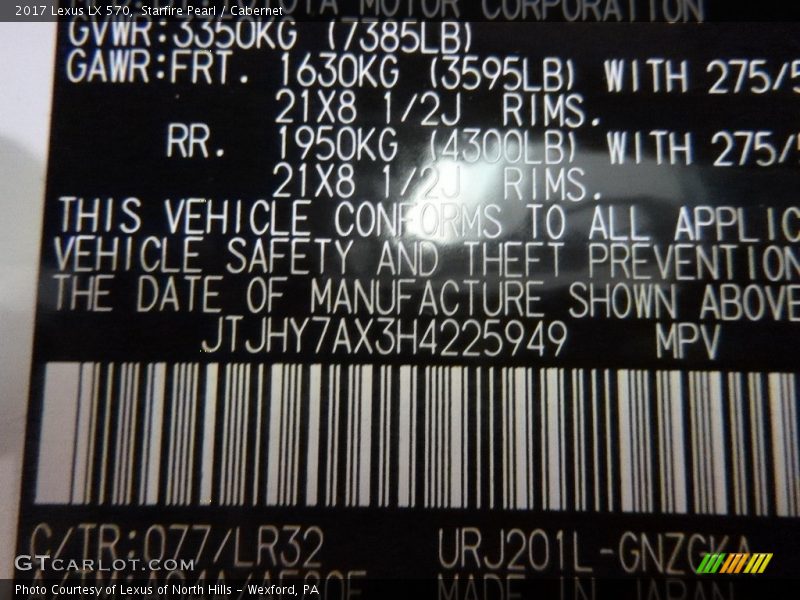 2017 Lexus LX 570, Starfire Pearl / Cabernet
MOTOR CORPORATION
GVWR:3350KG (7385LB)
GAWR:FRT. 1630KG (3595LB) WITH 275/5
21X8 1/2J RIMS.
RR. 1950KG (4300LB) WITH 275/5
21X8 1/2J RIMS.
THIS VEHICLE CONFORMS TO ALL APPLIC
VEHICLE SAFETY AND THEFT PREVENTION
THE DATE OF MANUFACTURE SHOWN ABOVE
JTJHY7AX3H4225949 MPV
C/TR:077/LR32 URJ201L-GNZGKA
GTCARLOT.COM
MADE IN JAPAN
Photo Courtesy of Lexus of North Hills – Wexford, PA